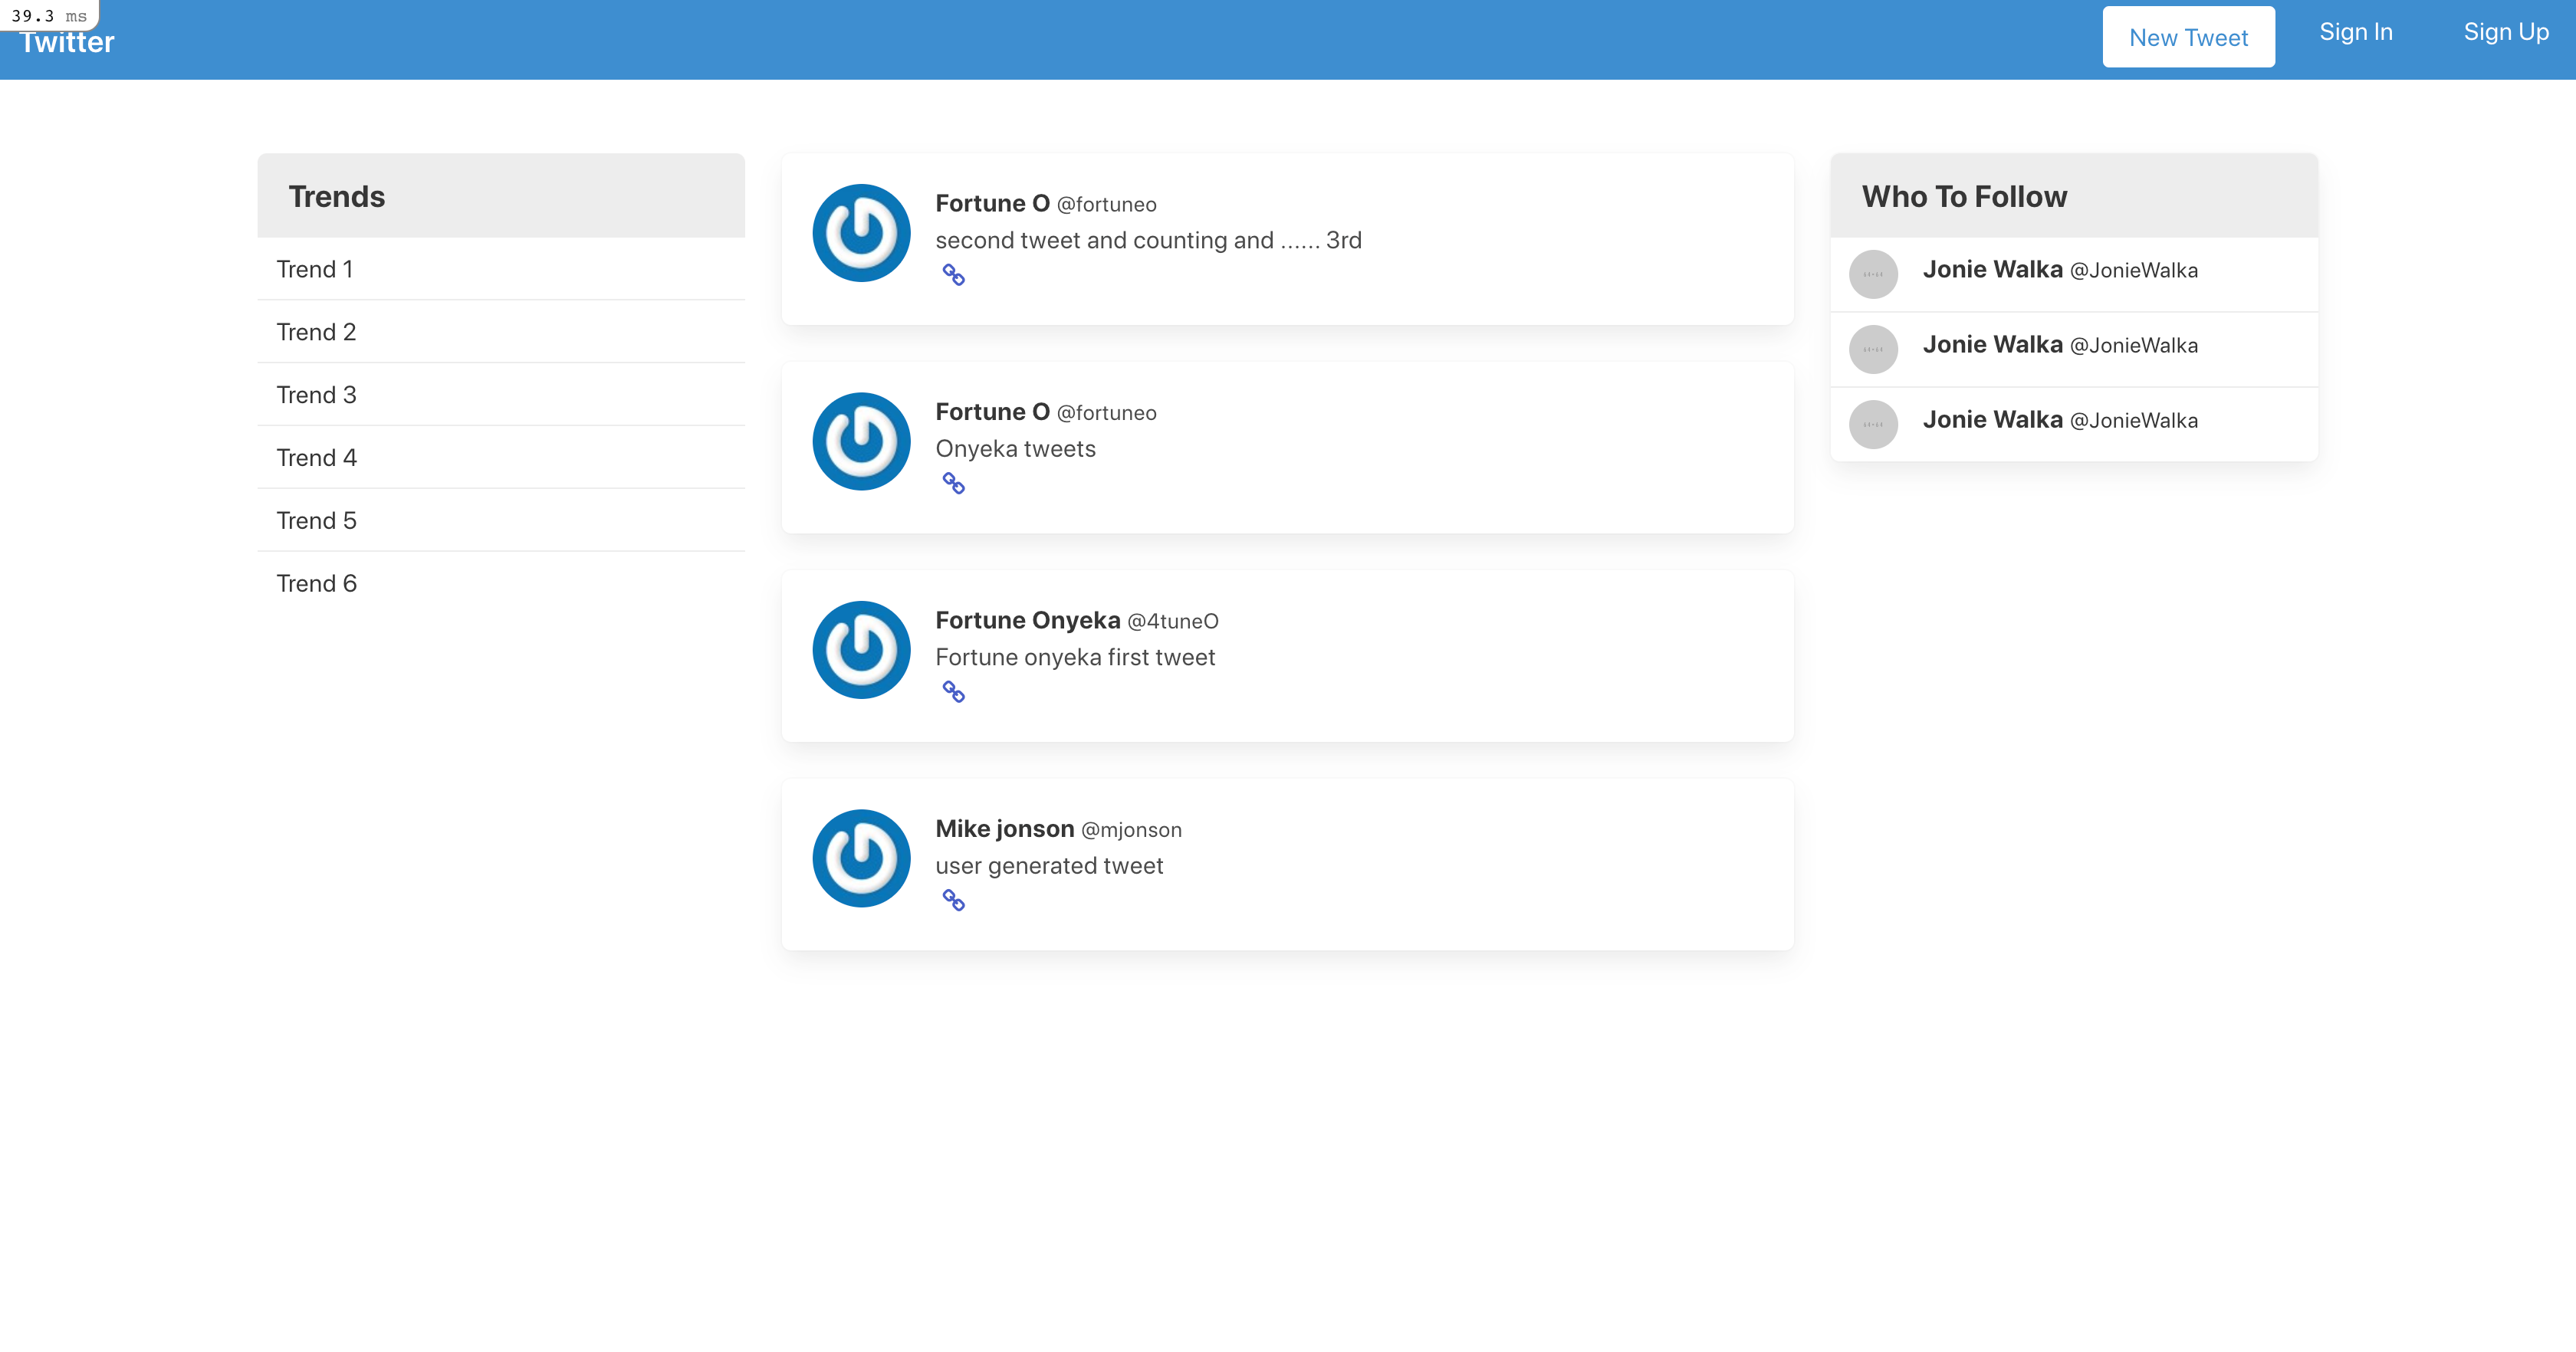 39.3 ms
Twitter
New Tweet
Sign In
Sign Up
Trends
Trend 1
Trend 2
Trend 3
Trend 4
Trend 5
Trend 6
Fortune O @fortuneo
second tweet and counting and ...... 3rd
Fortune O @fortuneo
Onyeka tweets
Fortune Onyeka @4tuneO
Fortune onyeka first tweet
Mike jonson @mjonson
user generated tweet
Who To Follow
Jonie Walka @JonieWalka
Jonie Walka @JonieWalka
Jonie Walka @JonieWalka